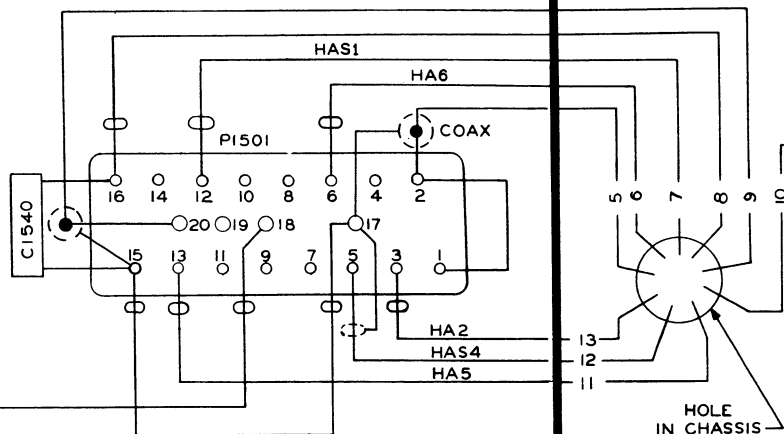 HAS1
HA6
COAX
P1501
16 14 12 10 8 6 4 2
5 6 7 8 9 10
C1540
20 19 18 17
15 13 11 9 7 5 3 1
HA2
13
HAS4
12
HA5
11
HOLE
IN CHASSIS